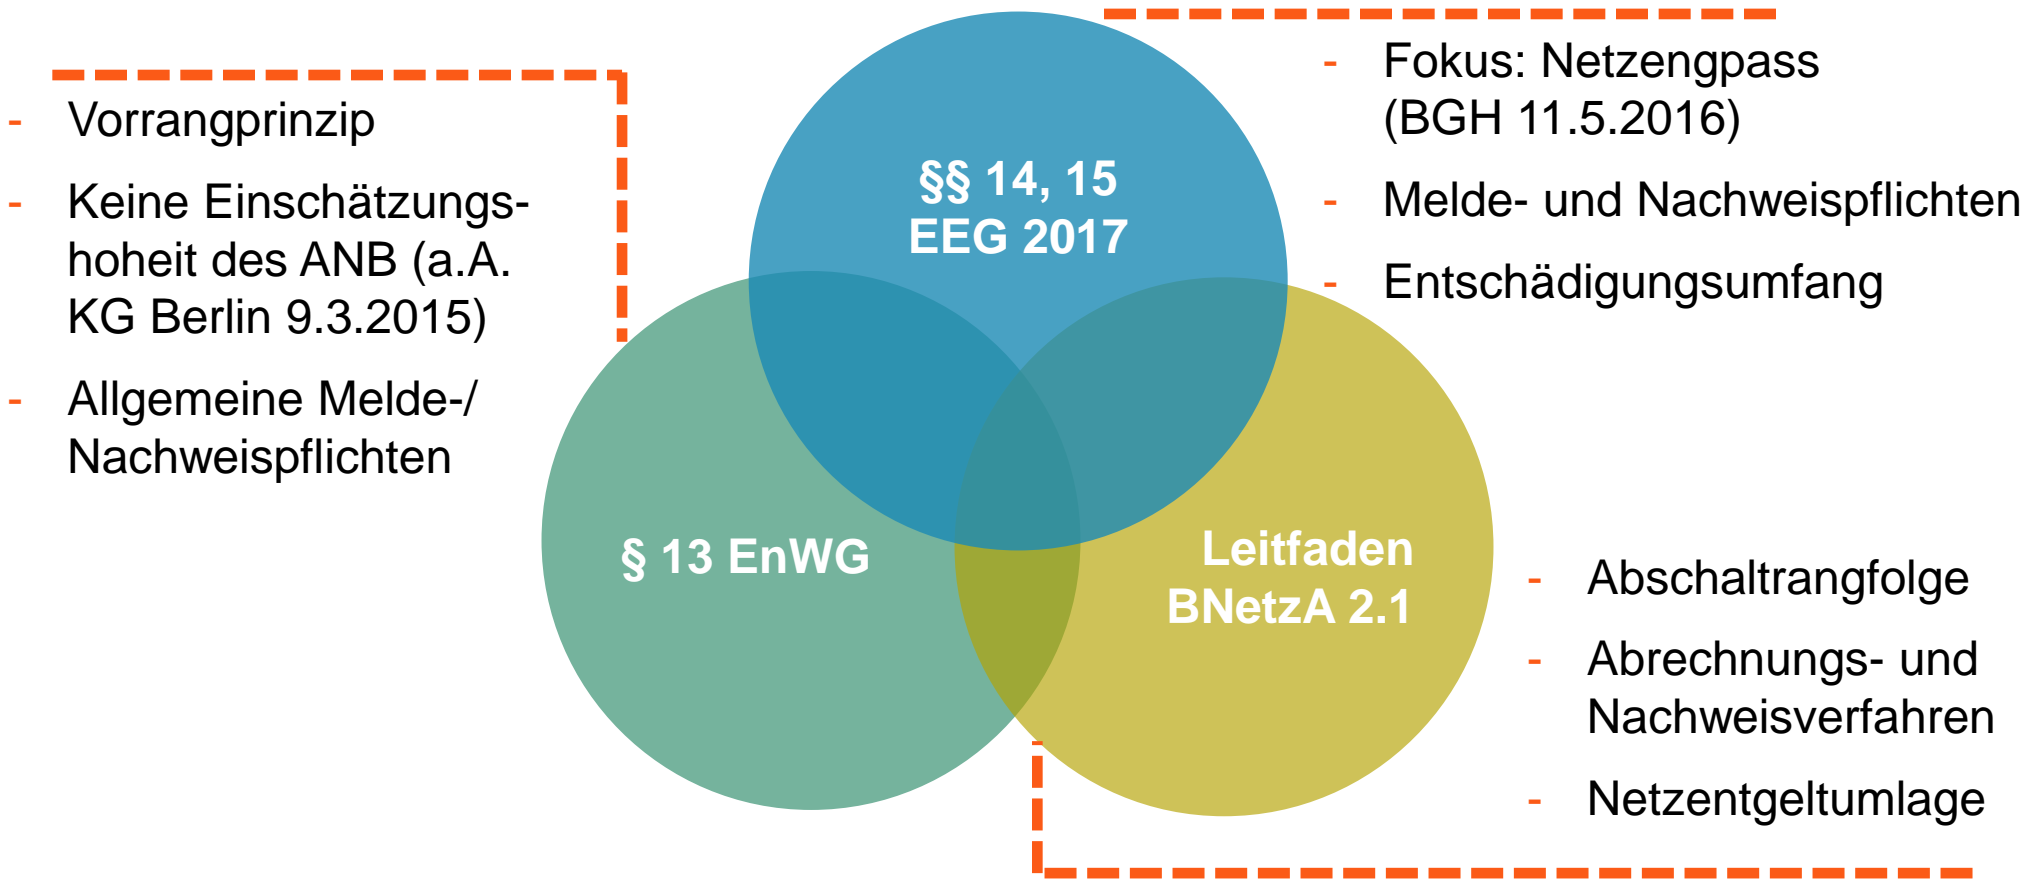 - Vorrangprinzip
- Keine Einschätzungs-
hoheit des ANB (a.A.
KG Berlin 9.3.2015)
- Allgemeine Melde-/
Nachweispflichten
§§ 14, 15
EEG 2017
- Fokus: Netzengpass
(BGH 11.5.2016)
- Melde- und Nachweispflichten
- Entschädigungsumfang
§ 13 EnWG
Leitfaden
BNetzA 2.1
- Abschaltrangfolge
- Abrechnungs- und
Nachweisverfahren
- Netzentgeltumlage